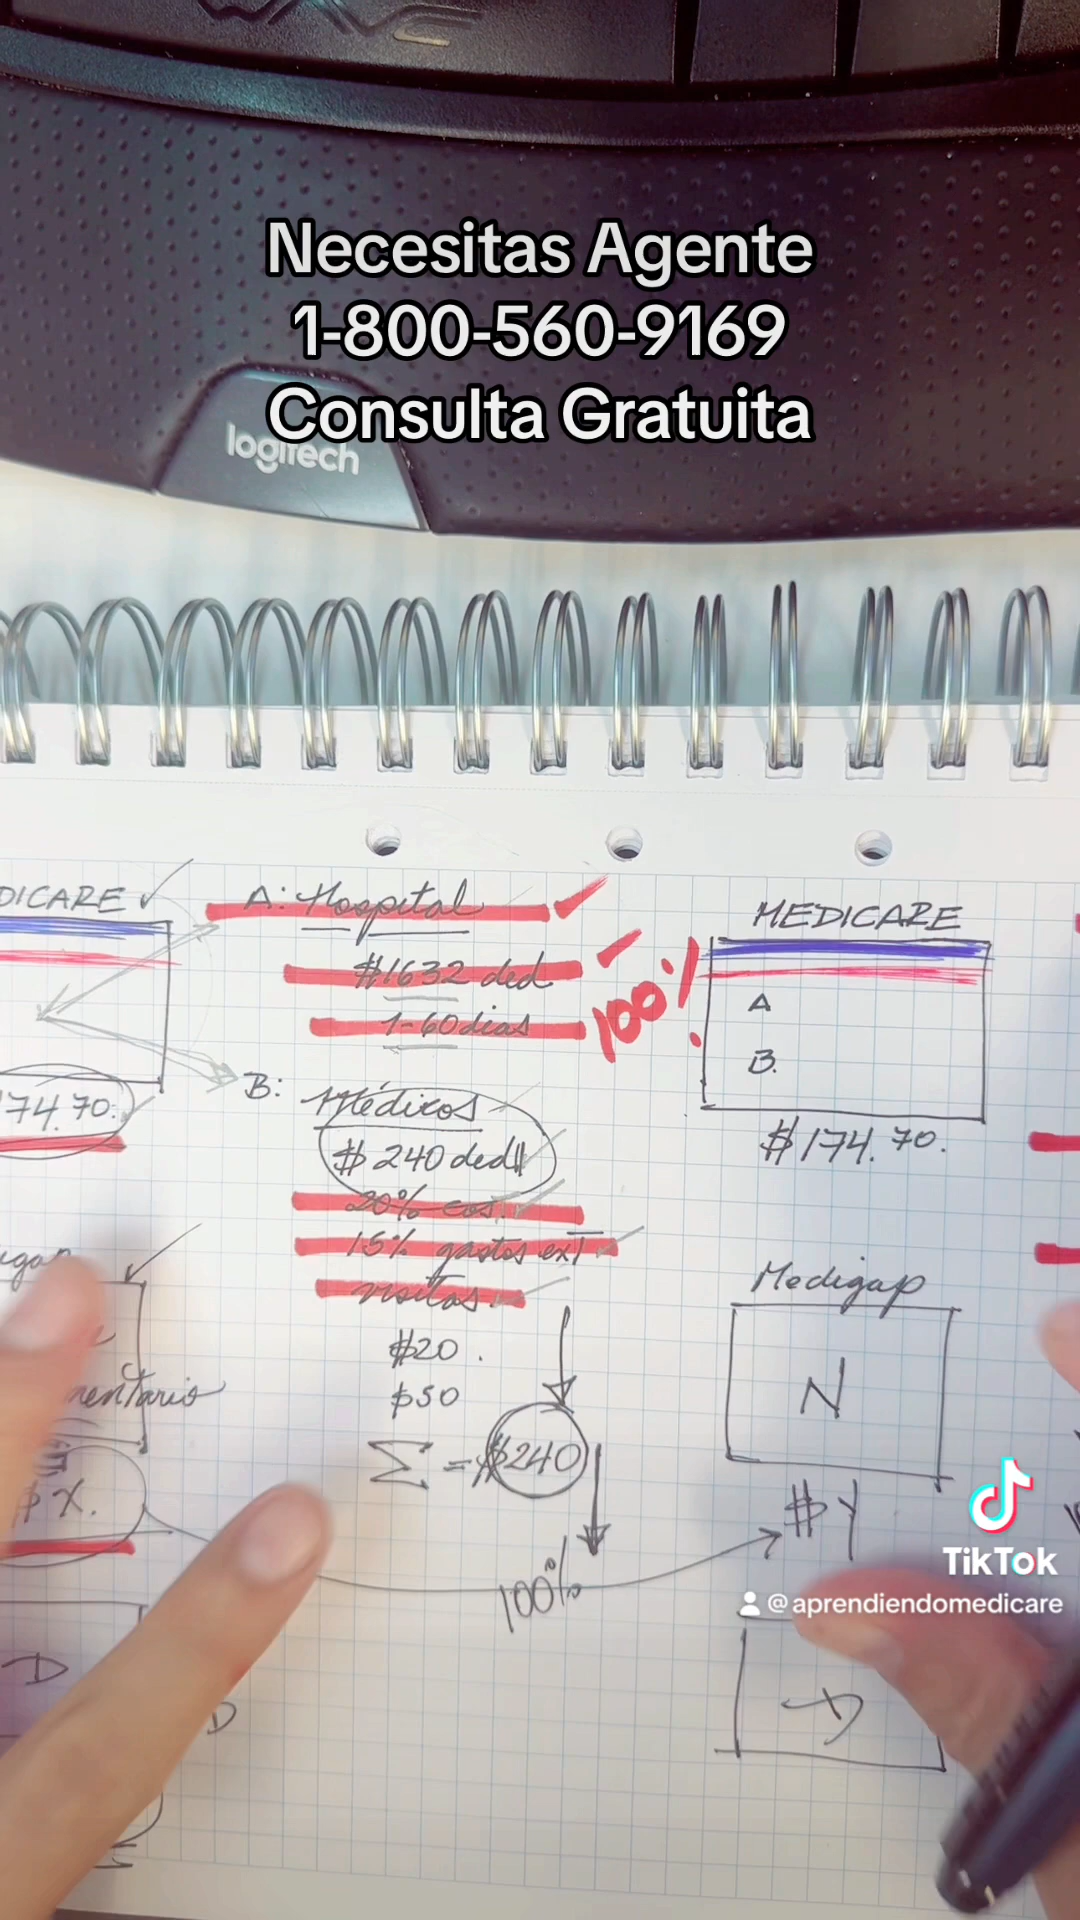 WAVE
Necesitas Agente
1-800-560-9169
Consulta Gratuita
logitech
DICARE
174.70.
mentario
$ X.
D
D
A: Hospital
$1632 ded
1-60 dias
100%
B: Médicos
$240 ded
20% cos.
15% gastos ext
visitas.
$20.
$50
Σ = $240
100%
MEDICARE
A
B.
$174.70.
Medigap
N
$ Y
D
TikTok
@aprendiendomedicare